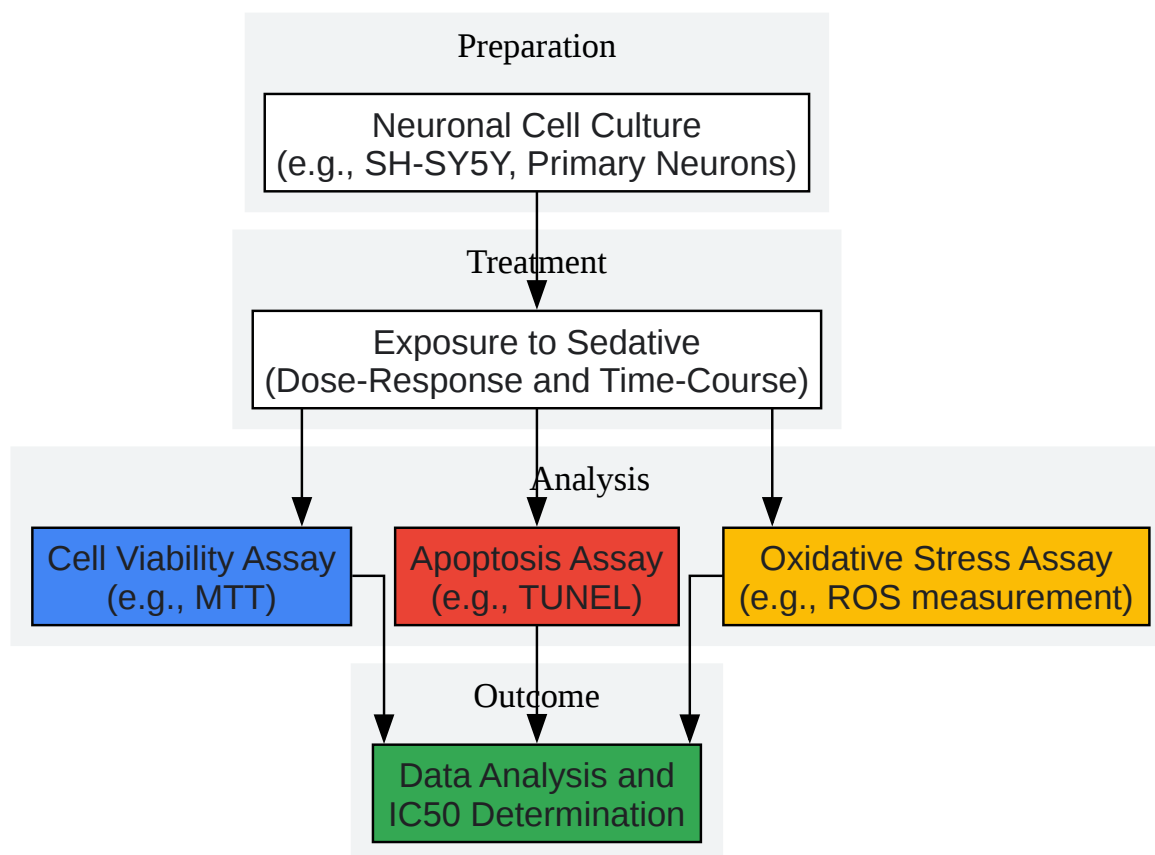 Preparation
Neuronal Cell Culture
(e.g., SH-SY5Y, Primary Neurons)
Treatment
Exposure to Sedative
(Dose-Response and Time-Course)
Analysis
Cell Viability Assay
(e.g., MTT)
Apoptosis Assay
(e.g., TUNEL)
Oxidative Stress Assay
(e.g., ROS measurement)
Outcome
Data Analysis and
IC50 Determination